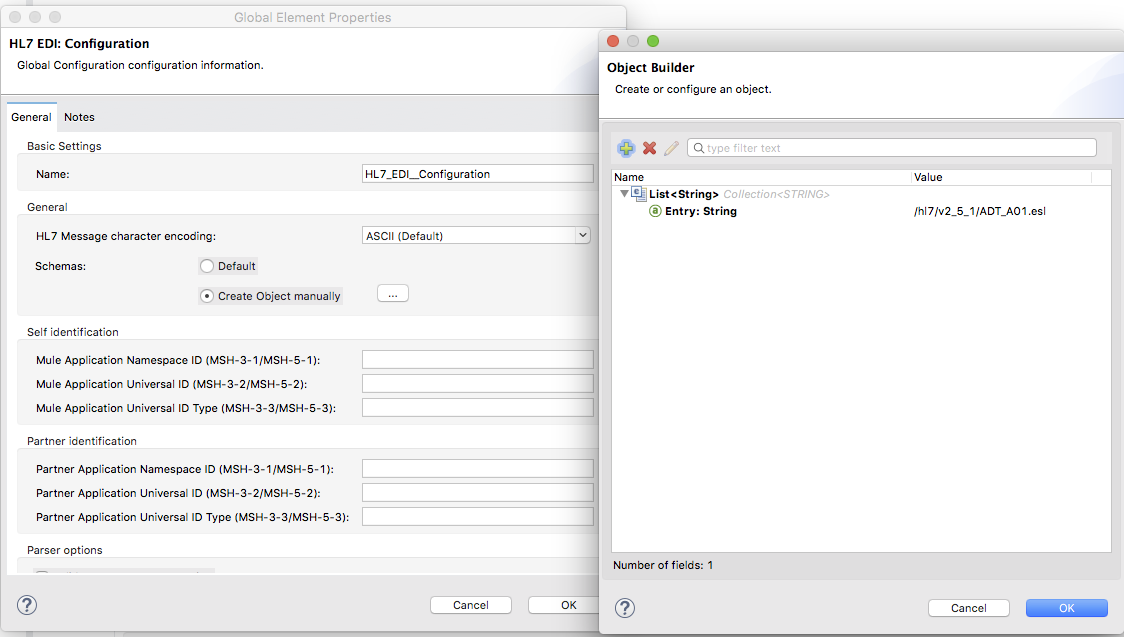 Global Element Properties
HL7 EDI: Configuration
Global Configuration configuration information.
General Notes
Basic Settings
Name: HL7_EDI__Configuration
General
HL7 Message character encoding: ASCII (Default)
Schemas: Default
Create Object manually ...
Self identification
Mule Application Namespace ID (MSH-3-1/MSH-5-1):
Mule Application Universal ID (MSH-3-2/MSH-5-2):
Mule Application Universal ID Type (MSH-3-3/MSH-5-3):
Partner identification
Partner Application Namespace ID (MSH-3-1/MSH-5-1):
Partner Application Universal ID (MSH-3-2/MSH-5-2):
Partner Application Universal ID Type (MSH-3-3/MSH-5-3):
Parser options
? Cancel OK
Object Builder
Create or configure an object.
type filter text
Name Value
List<String> Collection<STRING>
a Entry: String /hl7/v2_5_1/ADT_A01.esl
Number of fields: 1
? Cancel OK